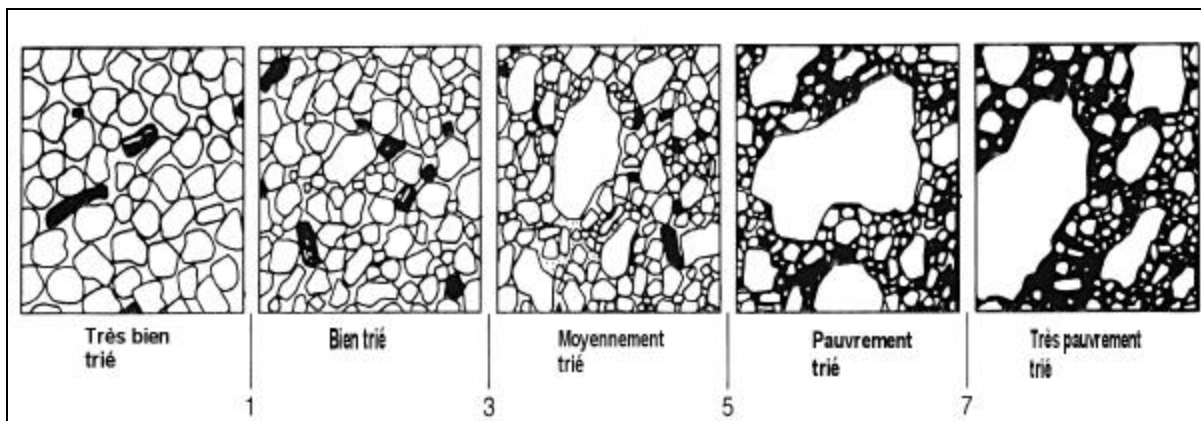 Très bien
trié
Bien trié
Moyennement
trié
Pauvrement
trié
Très pauvrement
trié
1
3
5
7